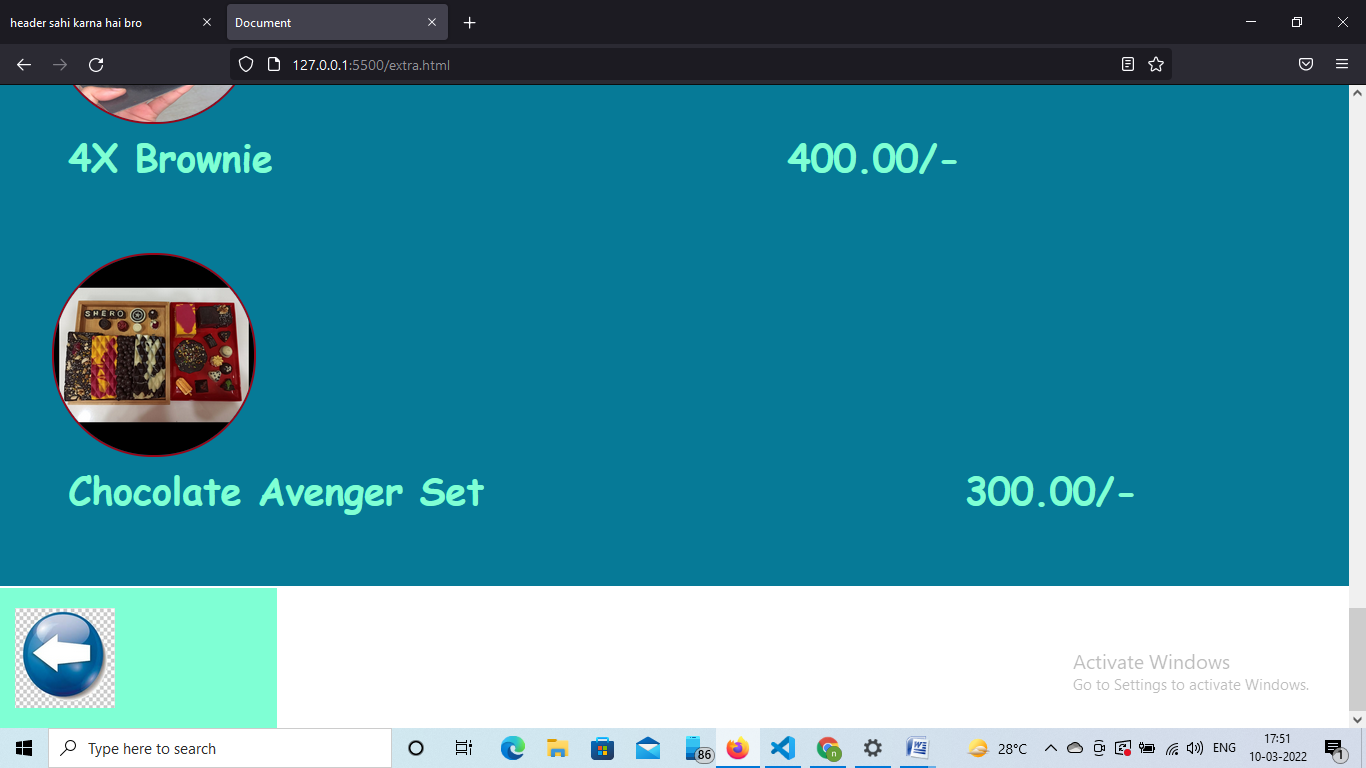 header sahi karna hai bro
Document
127.0.0.1:5500/extra.html
4X Brownie 400.00/-
SHERO
Chocolate Avenger Set 300.00/-
Activate Windows
Go to Settings to activate Windows.
Type here to search
86
n
W
28°C
ENG
17:51
10-03-2022
1